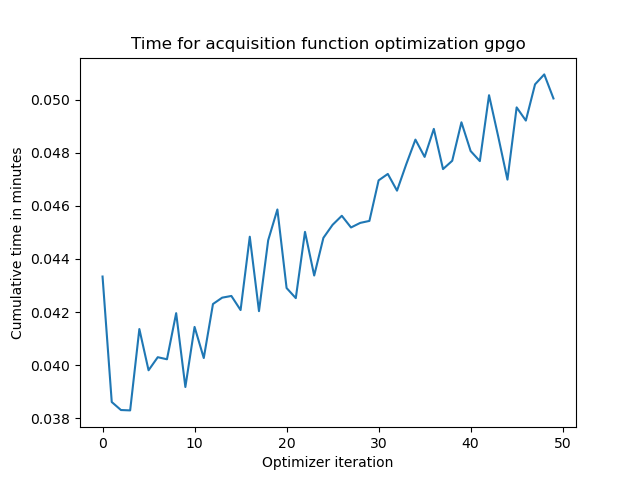 Time for acquisition function optimization gpgo
0.050
0.048
0.046
0.044
0.042
0.040
0.038
Cumulative time in minutes
0 10 20 30 40 50
Optimizer iteration